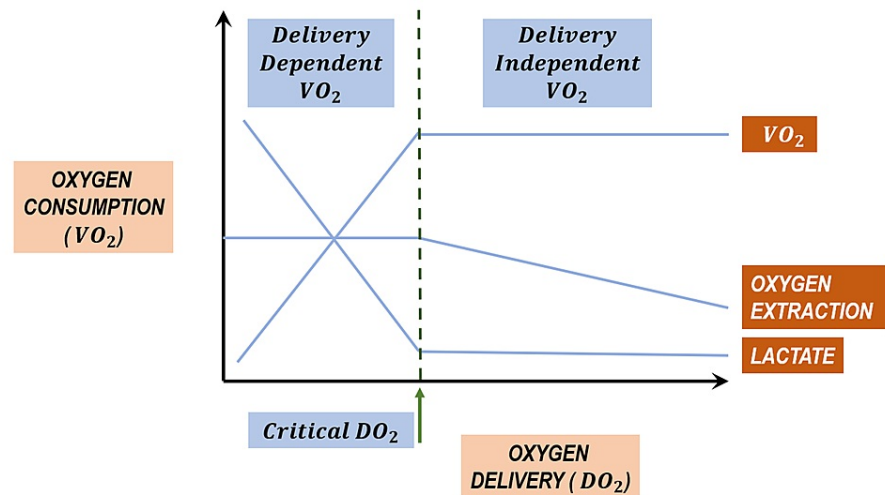 Delivery
Dependent
VO₂
Delivery
Independent
VO₂
VO₂
OXYGEN
CONSUMPTION
(VO₂)
OXYGEN
EXTRACTION
LACTATE
Critical DO₂
OXYGEN
DELIVERY (DO₂)